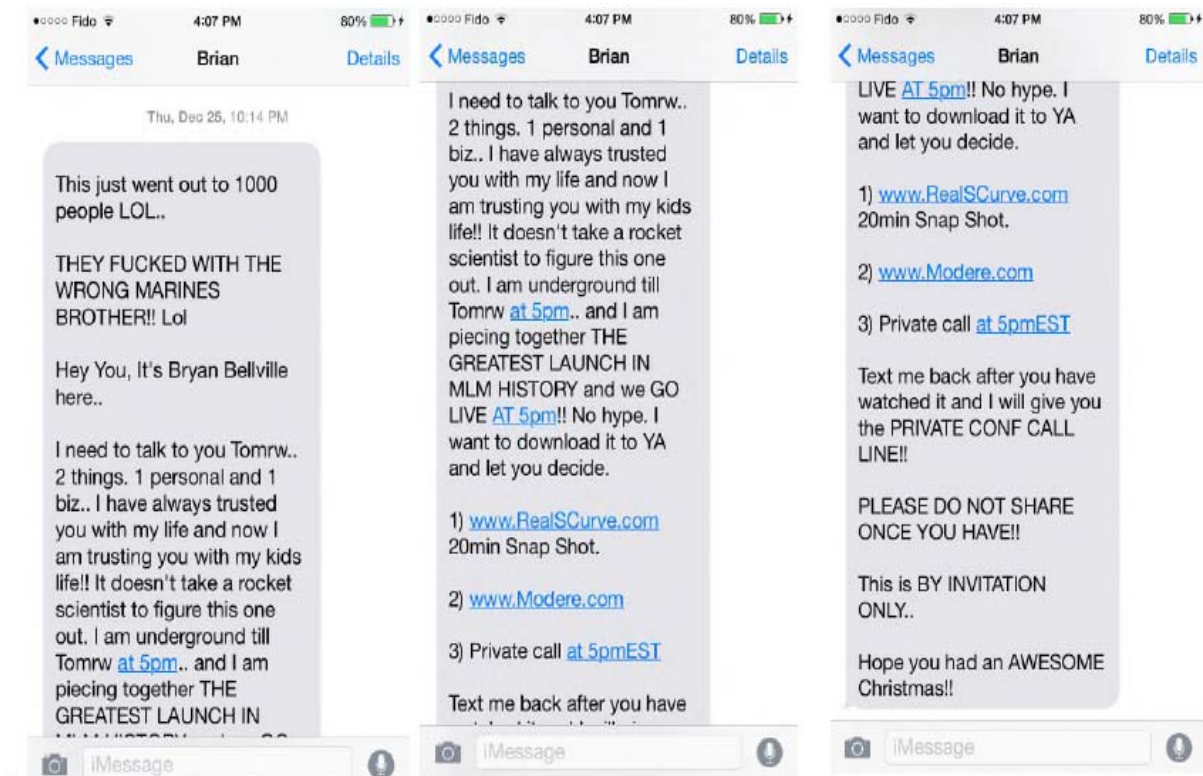 Fido 4:07 PM 80%
Messages Brian Details
Thu, Dec 25, 10:14 PM
This just went out to 1000
people LOL..
THEY FUCKED WITH THE
WRONG MARINES
BROTHER!! Lol
Hey You, It's Bryan Bellville
here..
I need to talk to you Tomrw..
2 things. 1 personal and 1
biz.. I have always trusted
you with my life and now I
am trusting you with my kids
life!! It doesn't take a rocket
scientist to figure this one
out. I am underground till
Tomrw at 5pm.. and I am
piecing together THE
GREATEST LAUNCH IN
iMessage
Fido 4:07 PM 80%
Messages Brian Details
I need to talk to you Tomrw..
2 things. 1 personal and 1
biz.. I have always trusted
you with my life and now I
am trusting you with my kids
life!! It doesn't take a rocket
scientist to figure this one
out. I am underground till
Tomrw at 5pm.. and I am
piecing together THE
GREATEST LAUNCH IN
MLM HISTORY and we GO
LIVE AT 5pm!! No hype. I
want to download it to YA
and let you decide.
1) www.RealSCurve.com
20min Snap Shot.
2) www.Modere.com
3) Private call at 5pmEST
Text me back after you have
iMessage
Fido 4:07 PM 80%
Messages Brian Details
LIVE AT 5pm!! No hype. I
want to download it to YA
and let you decide.
1) www.RealSCurve.com
20min Snap Shot.
2) www.Modere.com
3) Private call at 5pmEST
Text me back after you have
watched it and I will give you
the PRIVATE CONF CALL
LINE!!
PLEASE DO NOT SHARE
ONCE YOU HAVE!!
This is BY INVITATION
ONLY..
Hope you had an AWESOME
Christmas!!
iMessage